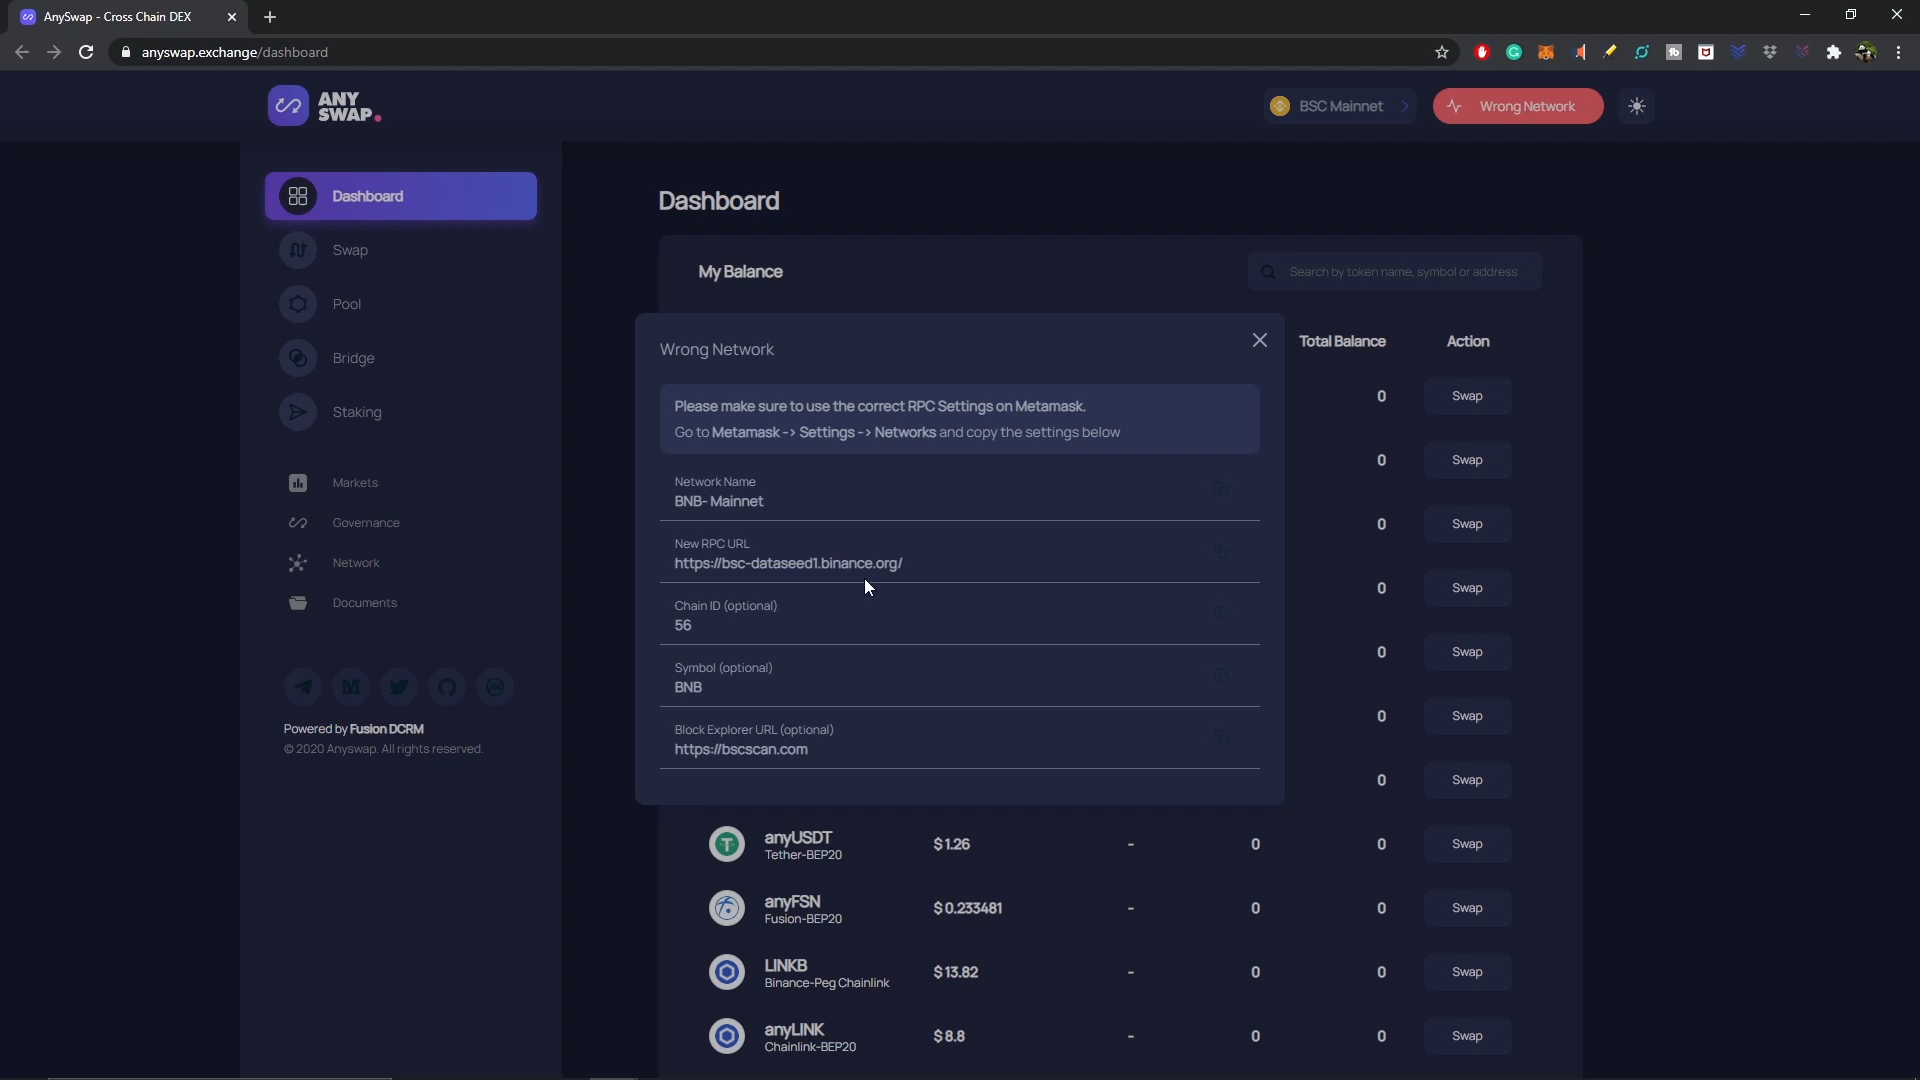 AnySwap - Cross Chain DEX
anyswap.exchange/dashboard
ANY
SWAP.
BSC Mainnet
Wrong Network
Dashboard
Swap
Pool
Bridge
Staking
Markets
Governance
Network
Documents
Powered by Fusion DCRM
© 2020 Anyswap. All rights reserved.
Dashboard
My Balance
Search by token name, symbol or address
Total Balance
Action
0 Swap
0 Swap
0 Swap
0 Swap
0 Swap
0 Swap
0 Swap
Wrong Network
Please make sure to use the correct RPC Settings on Metamask.
Go to Metamask -> Settings -> Networks and copy the settings below
Network Name
BNB- Mainnet
New RPC URL
https://bsc-dataseed1.binance.org/
Chain ID (optional)
56
Symbol (optional)
BNB
Block Explorer URL (optional)
https://bscscan.com
anyUSDT
Tether-BEP20
$ 1.26 - 0 0 Swap
anyFSN
Fusion-BEP20
$ 0.233481 - 0 0 Swap
LINKB
Binance-Peg Chainlink
$ 13.82 - 0 0 Swap
anyLINK
Chainlink-BEP20
$ 8.8 - 0 0 Swap